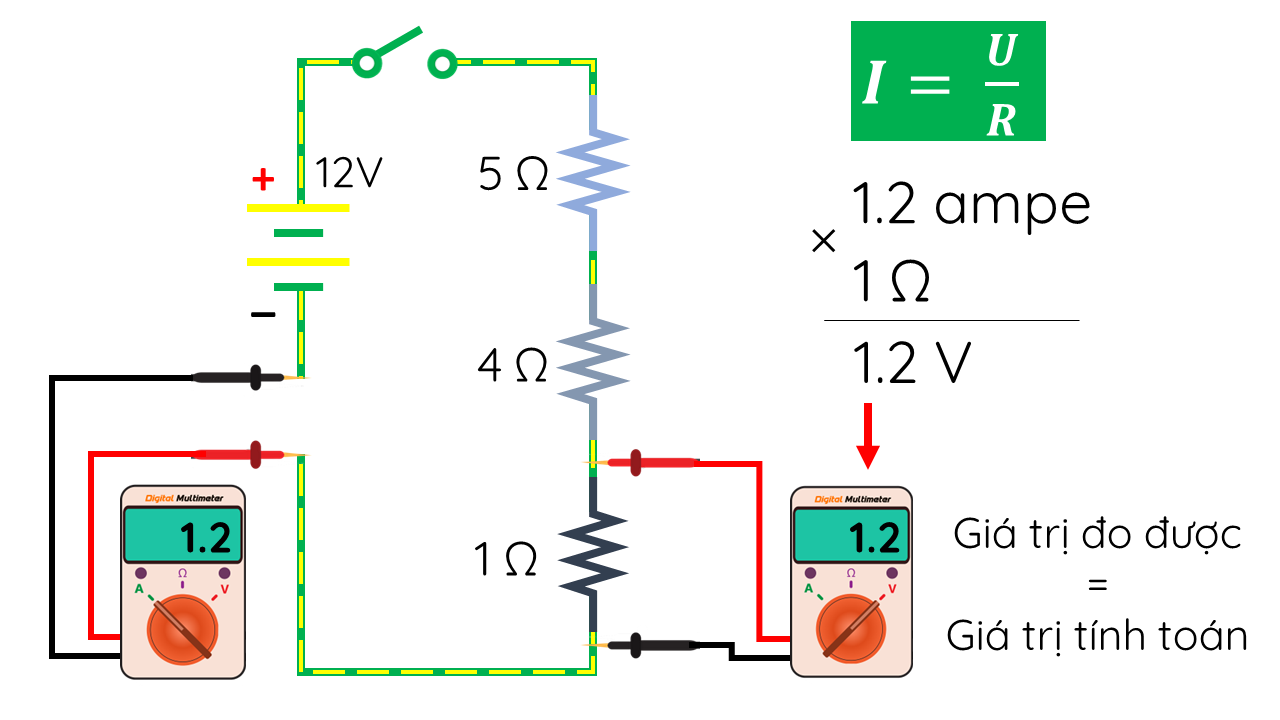 I = U/R
+
12V
5 Ω
1.2 ampe
×
1 Ω
1.2 V
−
4 Ω
Digital Multimeter
1.2
Ω
A
V
1 Ω
Digital Multimeter
1.2
Ω
A
V
Giá trị đo được
=
Giá trị tính toán